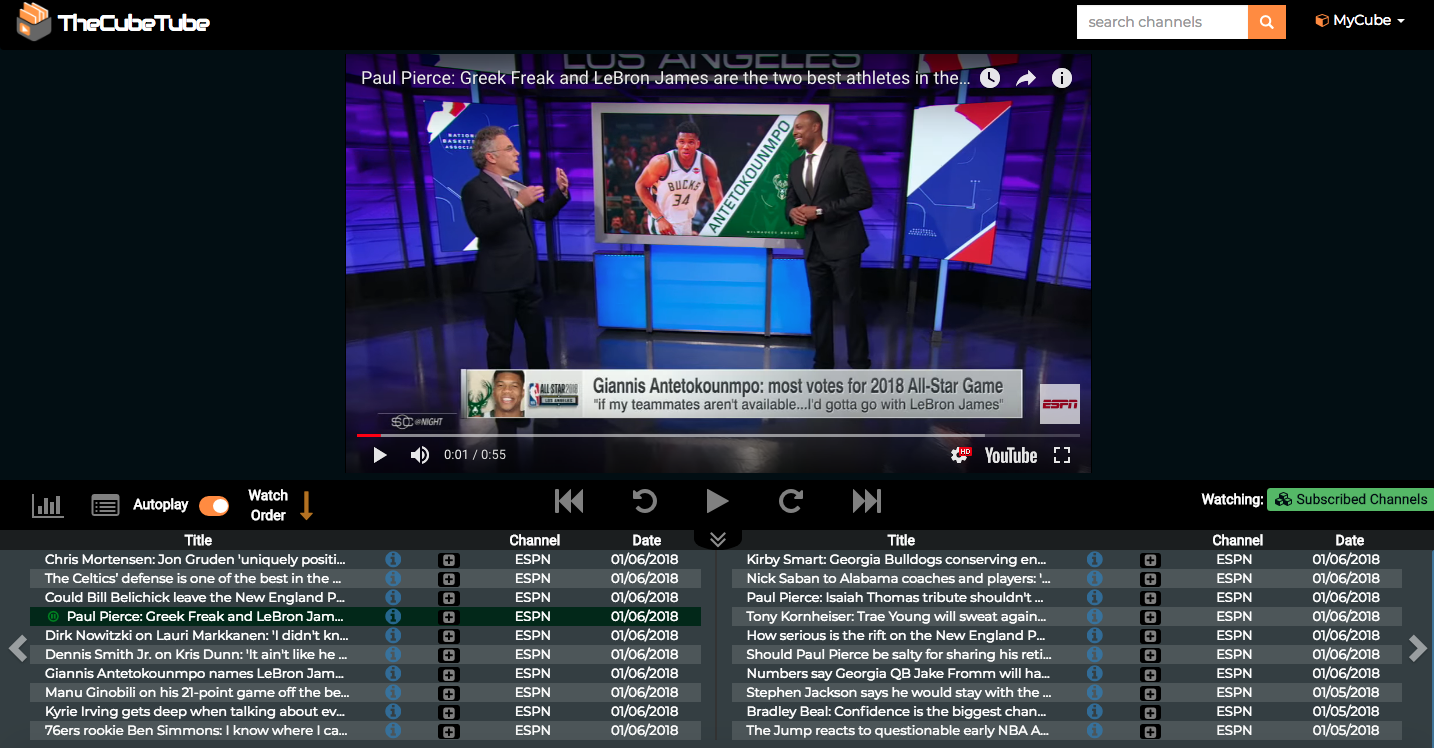 TheCubeTube
search channels
MyCube
LOS ANGELES
Paul Pierce: Greek Freak and LeBron James are the two best athletes in the...
NATIONAL
BASKETBALL
BUCKS
34
ANTETOKOUNMPO
ALL-STAR 2018
LOS ANGELES
Giannis Antetokounmpo: most votes for 2018 All-Star Game
"if my teammates aren't available...I'd gotta go with LeBron James"
ESPN
SC @NIGHT
0:01 / 0:55
HD
YouTube
Autoplay
Watch
Order
Watching:
Subscribed Channels
Title Channel Date
Chris Mortensen: Jon Gruden 'uniquely positi... ESPN 01/06/2018
The Celtics' defense is one of the best in the ... ESPN 01/06/2018
Could Bill Belichick leave the New England P... ESPN 01/06/2018
Paul Pierce: Greek Freak and LeBron Jam... ESPN 01/06/2018
Dirk Nowitzki on Lauri Markkanen: 'I didn't kn... ESPN 01/06/2018
Dennis Smith Jr. on Kris Dunn: 'It ain't like he ... ESPN 01/06/2018
Giannis Antetokounmpo names LeBron Jam... ESPN 01/06/2018
Manu Ginobili on his 21-point game off the be... ESPN 01/06/2018
Kyrie Irving gets deep when talking about ev... ESPN 01/06/2018
76ers rookie Ben Simmons: I know where I ca... ESPN 01/06/2018
Title Channel Date
Kirby Smart: Georgia Bulldogs conserving en... ESPN 01/06/2018
Nick Saban to Alabama coaches and players: '... ESPN 01/06/2018
Paul Pierce: Isaiah Thomas tribute shouldn't ... ESPN 01/06/2018
Tony Kornheiser: Trae Young will sweat again... ESPN 01/06/2018
How serious is the rift on the New England P... ESPN 01/06/2018
Should Paul Pierce be salty for sharing his reti... ESPN 01/06/2018
Numbers say Georgia QB Jake Fromm will ha... ESPN 01/06/2018
Stephen Jackson says he would stay with the ... ESPN 01/05/2018
Bradley Beal: Confidence is the biggest chan... ESPN 01/05/2018
The Jump reacts to questionable early NBA A... ESPN 01/05/2018